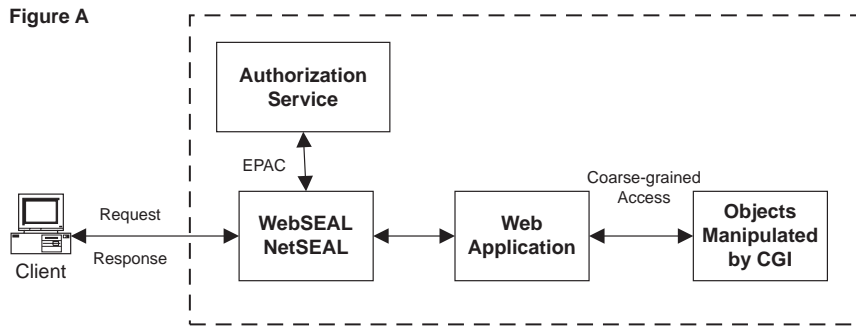 Figure A
Authorization
Service
EPAC
Coarse-grained
Access
Request
Response
Client
WebSEAL
NetSEAL
Web
Application
Objects
Manipulated
by CGI